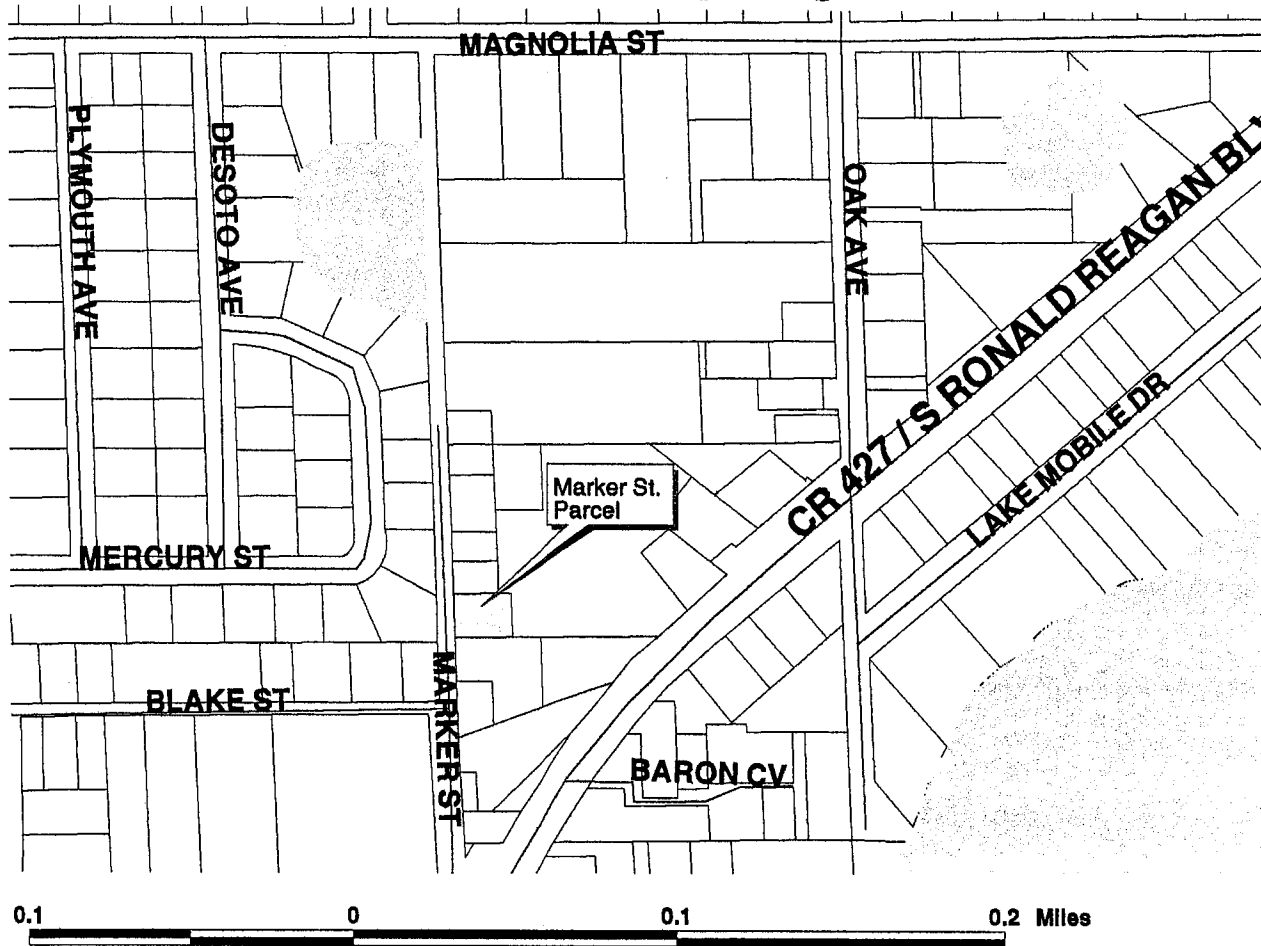 MAGNOLIA ST
PLYMOUTH AVE
DESOTO AVE
OAK AVE
CR 427 / S RONALD REAGAN BLV
LAKE MOBILE DR
Marker St.
Parcel
MERCURY ST
MARKER ST
BLAKE ST
BARON CV
0.1 0 0.1 0.2 Miles